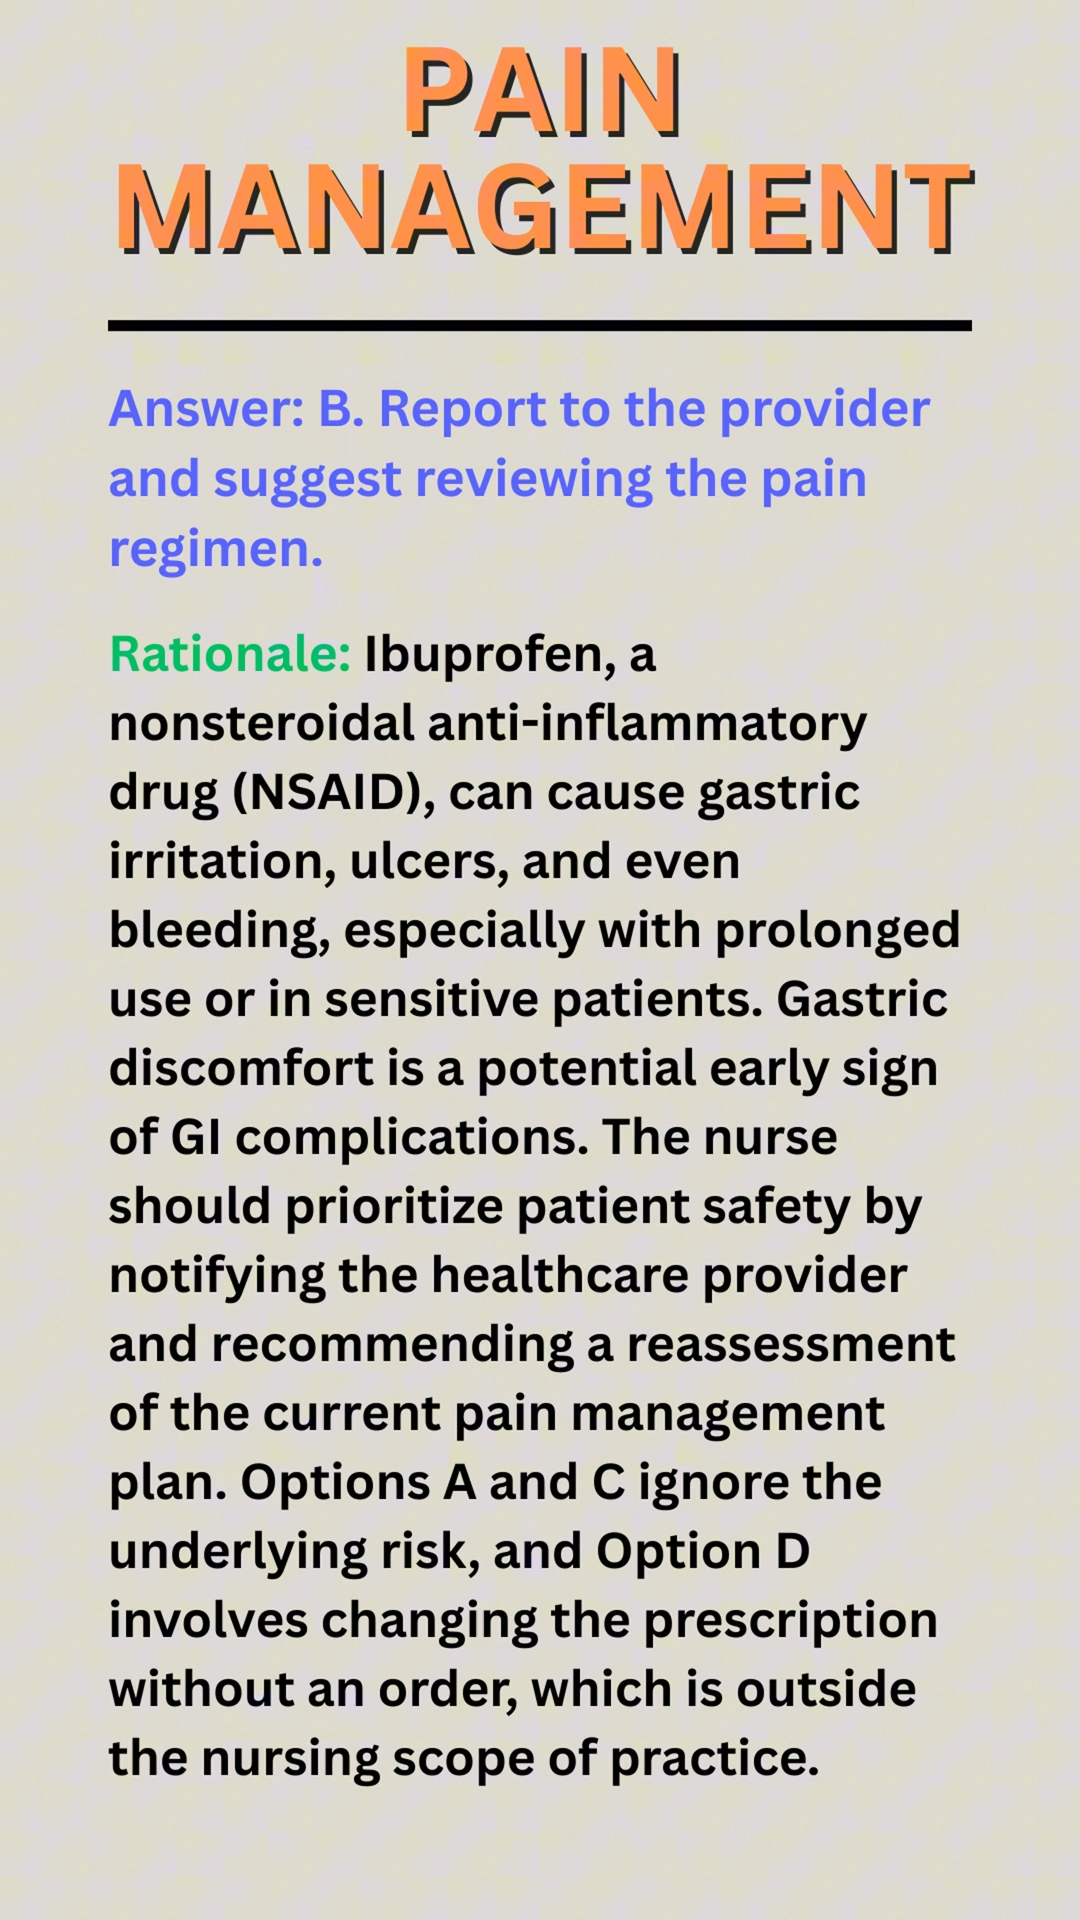 PAIN
MANAGEMENT
Answer: B. Report to the provider
and suggest reviewing the pain
regimen.
Rationale: Ibuprofen, a
nonsteroidal anti-inflammatory
drug (NSAID), can cause gastric
irritation, ulcers, and even
bleeding, especially with prolonged
use or in sensitive patients. Gastric
discomfort is a potential early sign
of GI complications. The nurse
should prioritize patient safety by
notifying the healthcare provider
and recommending a reassessment
of the current pain management
plan. Options A and C ignore the
underlying risk, and Option D
involves changing the prescription
without an order, which is outside
the nursing scope of practice.